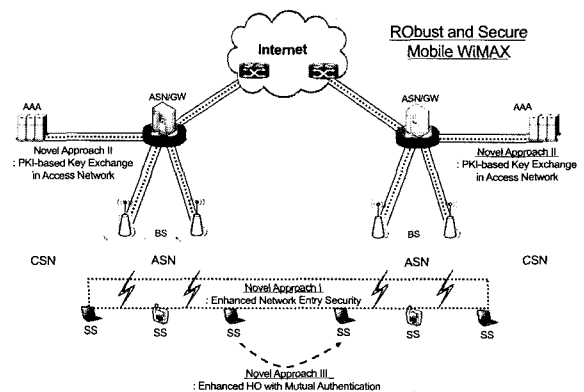 RObust and Secure
Mobile WiMAX
Internet
ASN/GW
ASN/GW
AAA
AAA
Novel Approach II
: PKI-based Key Exchange
in Access Network
Novel Approach II
: PKI-based Key Exchange
in Access Network
BS
BS
CSN
ASN
ASN
CSN
Novel Approach I
: Enhanced Network Entry Security
SS
SS
SS
SS
SS
SS
Novel Approach III
: Enhanced HO with Mutual Authentication